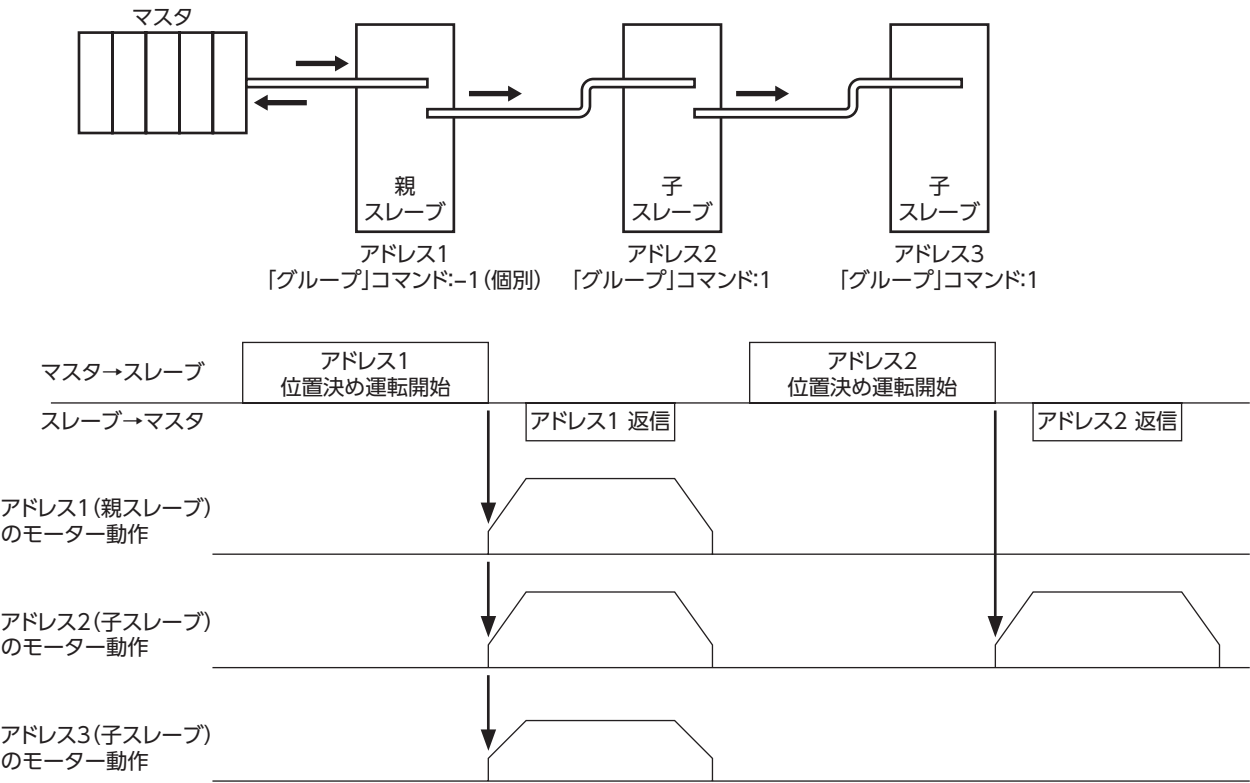 マスタ
親
スレーブ
子
スレーブ
子
スレーブ
アドレス1
「グループ」コマンド:−1（個別）
アドレス2
「グループ」コマンド:1
アドレス3
「グループ」コマンド:1
マスタ→スレーブ
アドレス1
位置決め運転開始
アドレス2
位置決め運転開始
スレーブ→マスタ
アドレス1 返信
アドレス2 返信
アドレス1（親スレーブ）
のモーター動作
アドレス2（子スレーブ）
のモーター動作
アドレス3（子スレーブ）
のモーター動作